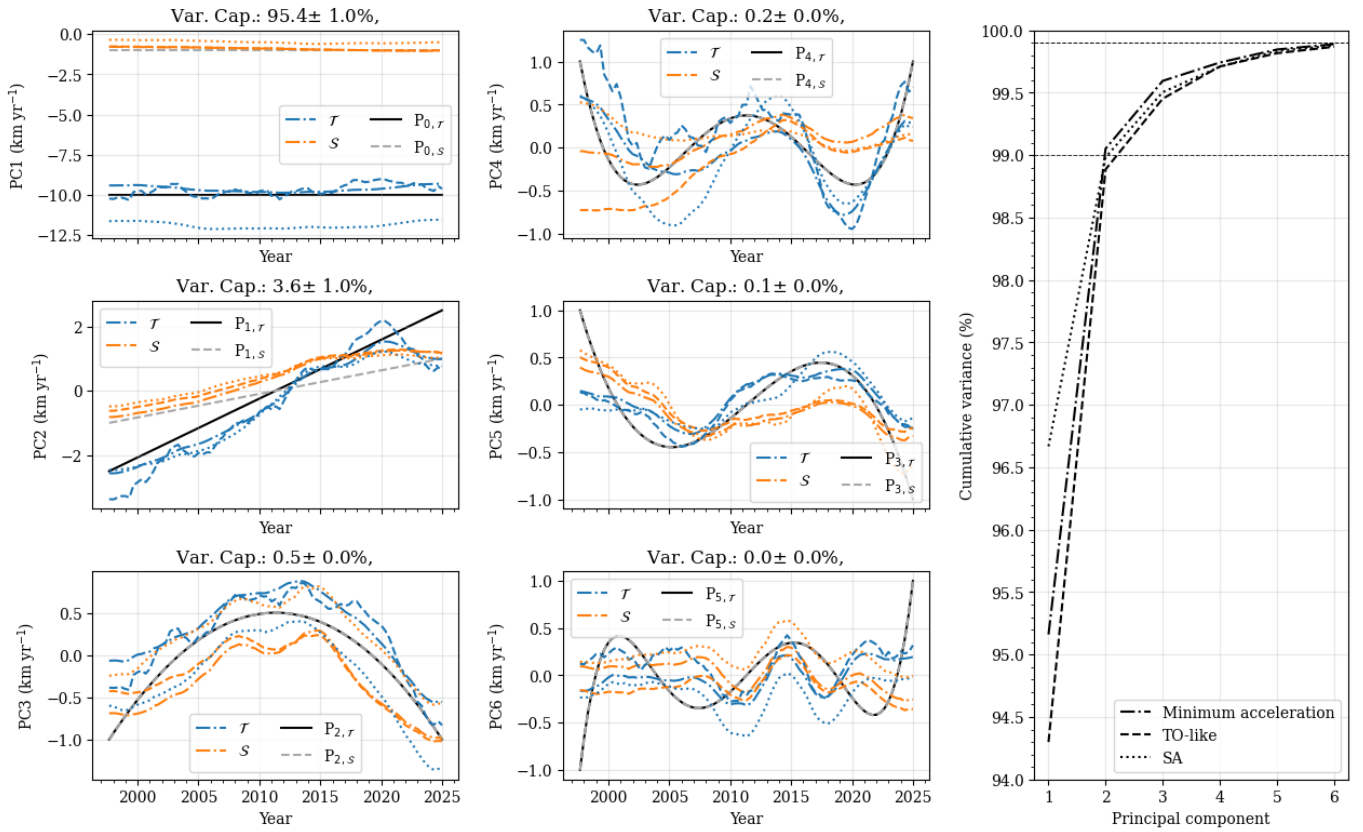 Var. Cap.: 95.4± 1.0%,
0.0
−2.5
−5.0
−7.5
−10.0
−12.5
PC1 (km yr⁻¹)
𝒯
𝒮
P₀,𝒯
P₀,𝒮
Year
Var. Cap.: 3.6± 1.0%,
2
0
−2
PC2 (km yr⁻¹)
𝒯
𝒮
P₁,𝒯
P₁,𝒮
Year
Var. Cap.: 0.5± 0.0%,
0.5
0.0
−0.5
−1.0
PC3 (km yr⁻¹)
𝒯
𝒮
P₂,𝒯
P₂,𝒮
2000
2005
2010
2015
2020
2025
Year
Var. Cap.: 0.2± 0.0%,
1.0
0.5
0.0
−0.5
−1.0
PC4 (km yr⁻¹)
𝒯
𝒮
P₄,𝒯
P₄,𝒮
Year
Var. Cap.: 0.1± 0.0%,
1.0
0.5
0.0
−0.5
−1.0
PC5 (km yr⁻¹)
𝒯
𝒮
P₃,𝒯
P₃,𝒮
Year
Var. Cap.: 0.0± 0.0%,
1.0
0.5
0.0
−0.5
−1.0
PC6 (km yr⁻¹)
𝒯
𝒮
P₅,𝒯
P₅,𝒮
2000
2005
2010
2015
2020
2025
Year
100.0
99.5
99.0
98.5
98.0
97.5
97.0
96.5
96.0
95.5
95.0
94.5
94.0
Cumulative variance (%)
Minimum acceleration
TO-like
SA
1
2
3
4
5
6
Principal component